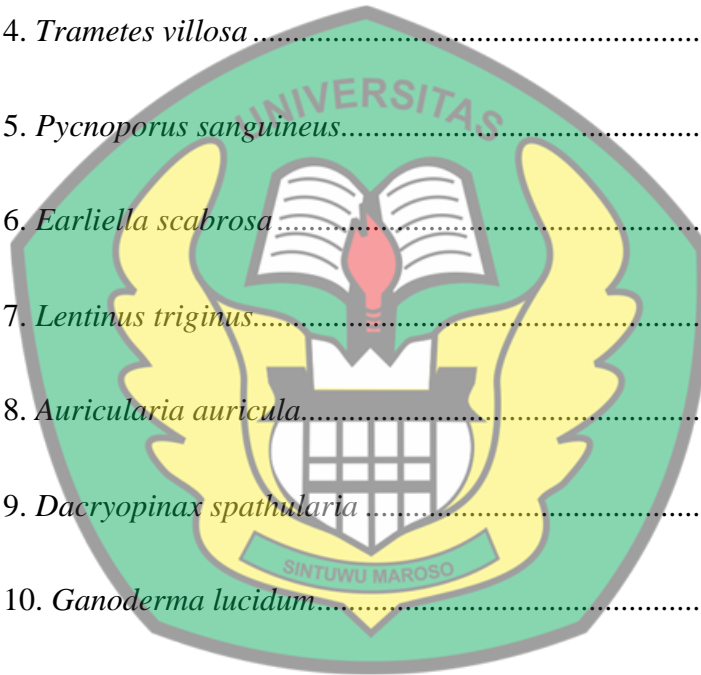 4. Trametes villosa ..........................................................
UNIVERSITAS
5. Pycnoporus sanguineus..............................................
6. Earliella scabrosa .......................................................
7. Lentinus triginus..........................................................
8. Auricularia auricula....................................................
9. Dacryopinax spathularia ...........................................
SINTUWU MAROSO
10. Ganoderma lucidum..................................................